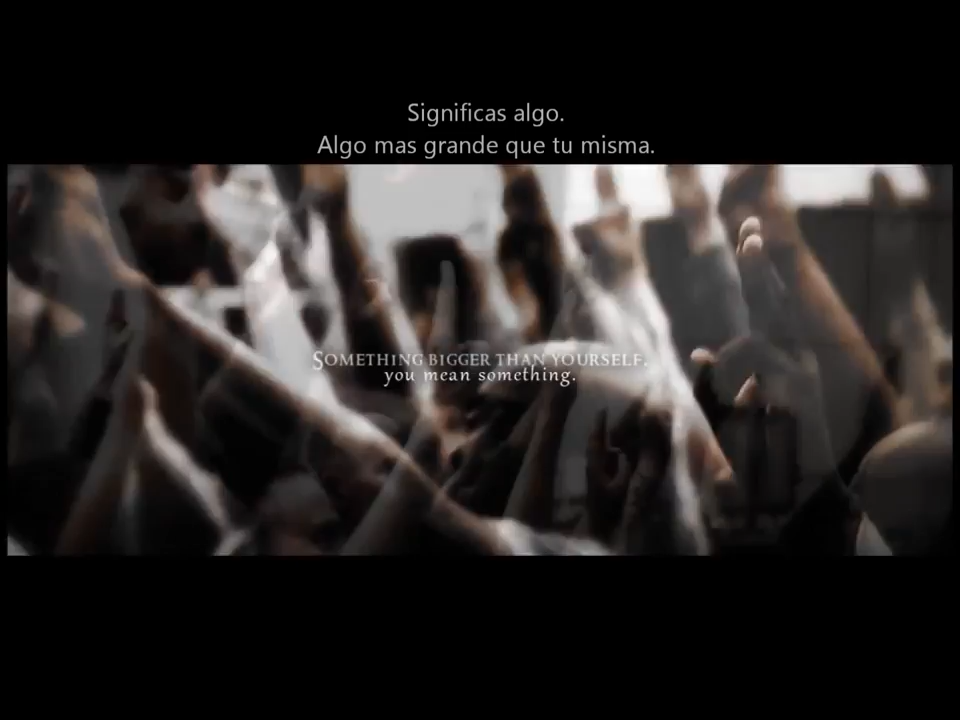 Significas algo.
Algo mas grande que tu misma.
SOMETHING BIGGER THAN YOURSELF.
you mean something.